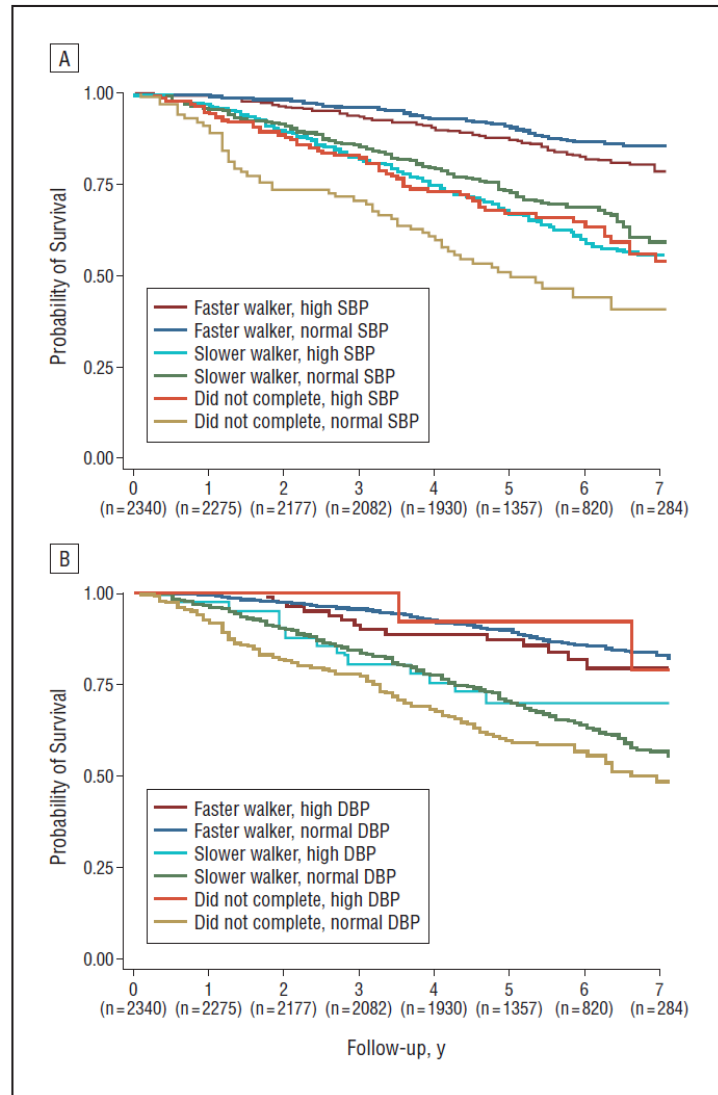 A
1.00
0.75
0.50
0.25
0.00
Probability of Survival
Faster walker, high SBP
Faster walker, normal SBP
Slower walker, high SBP
Slower walker, normal SBP
Did not complete, high SBP
Did not complete, normal SBP
0 1 2 3 4 5 6 7
(n=2340) (n=2275) (n=2177) (n=2082) (n=1930) (n=1357) (n=820) (n=284)
B
1.00
0.75
0.50
0.25
0.00
Probability of Survival
Faster walker, high DBP
Faster walker, normal DBP
Slower walker, high DBP
Slower walker, normal DBP
Did not complete, high DBP
Did not complete, normal DBP
0 1 2 3 4 5 6 7
(n=2340) (n=2275) (n=2177) (n=2082) (n=1930) (n=1357) (n=820) (n=284)
Follow-up, y